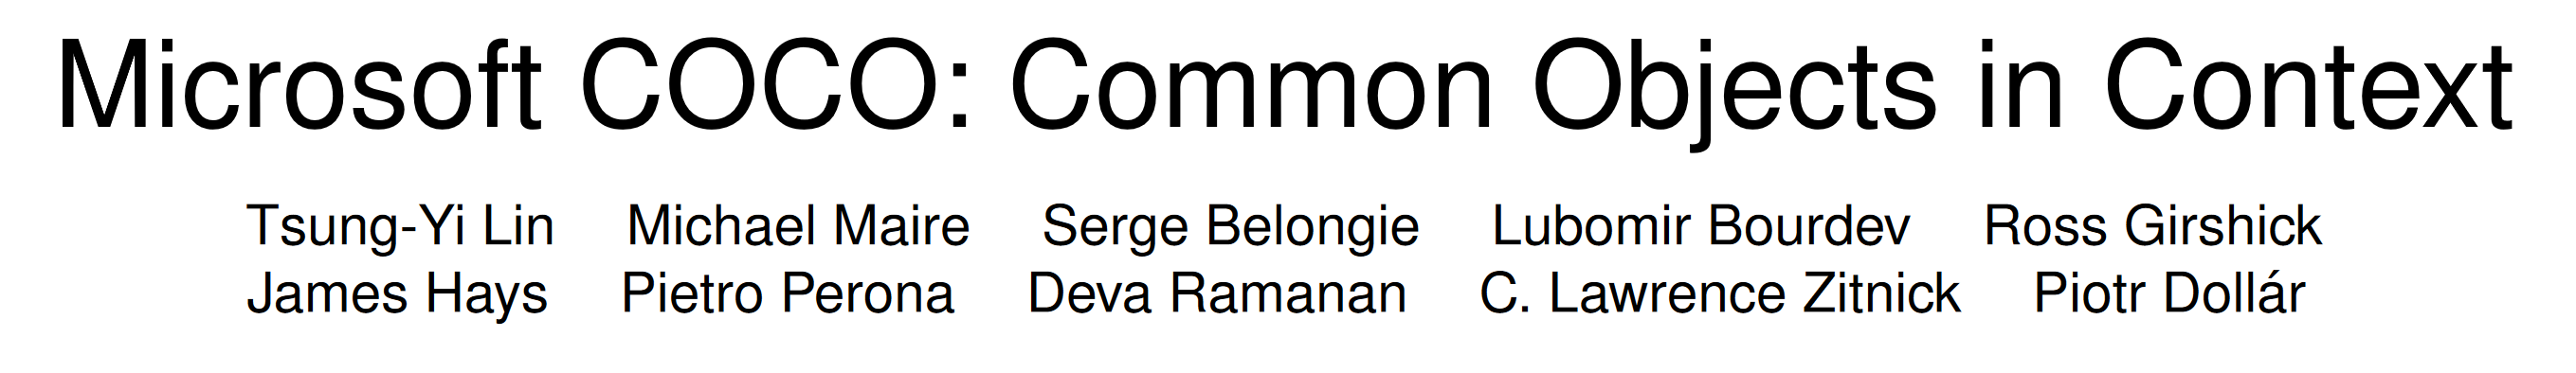 Microsoft COCO: Common Objects in Context
Tsung-Yi Lin Michael Maire Serge Belongie Lubomir Bourdev Ross Girshick
James Hays Pietro Perona Deva Ramanan C. Lawrence Zitnick Piotr Dollár